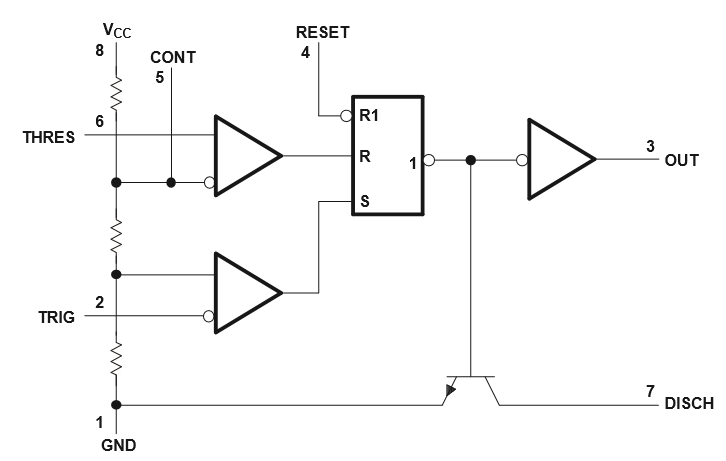 VCC
8
CONT
5
RESET
4
6
THRES
R1
R
1
S
3
OUT
2
TRIG
7
DISCH
1
GND